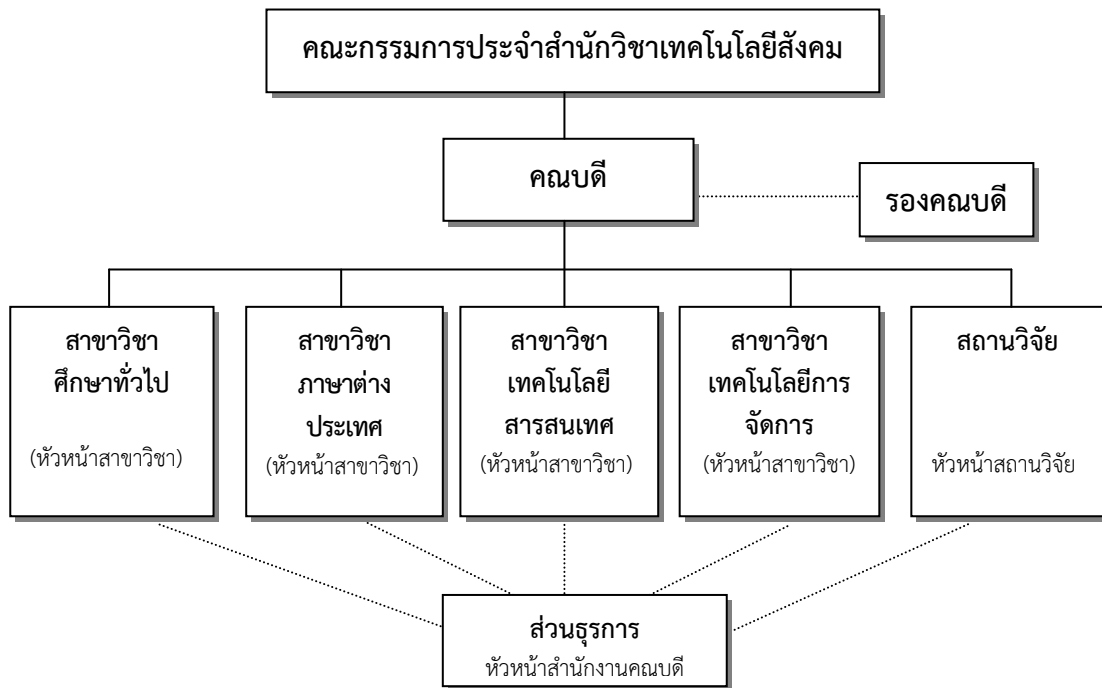 คณะกรรมการประจำสำนักวิชาเทคโนโลยีสังคม
คณบดี
รองคณบดี
สาขาวิชา
ศึกษาทั่วไป
(หัวหน้าสาขาวิชา)
สาขาวิชา
ภาษาต่าง
ประเทศ
(หัวหน้าสาขาวิชา)
สาขาวิชา
เทคโนโลยี
สารสนเทศ
(หัวหน้าสาขาวิชา)
สาขาวิชา
เทคโนโลยีการ
จัดการ
(หัวหน้าสาขาวิชา)
สถานวิจัย
หัวหน้าสถานวิจัย
ส่วนธุรการ
หัวหน้าสำนักงานคณบดี